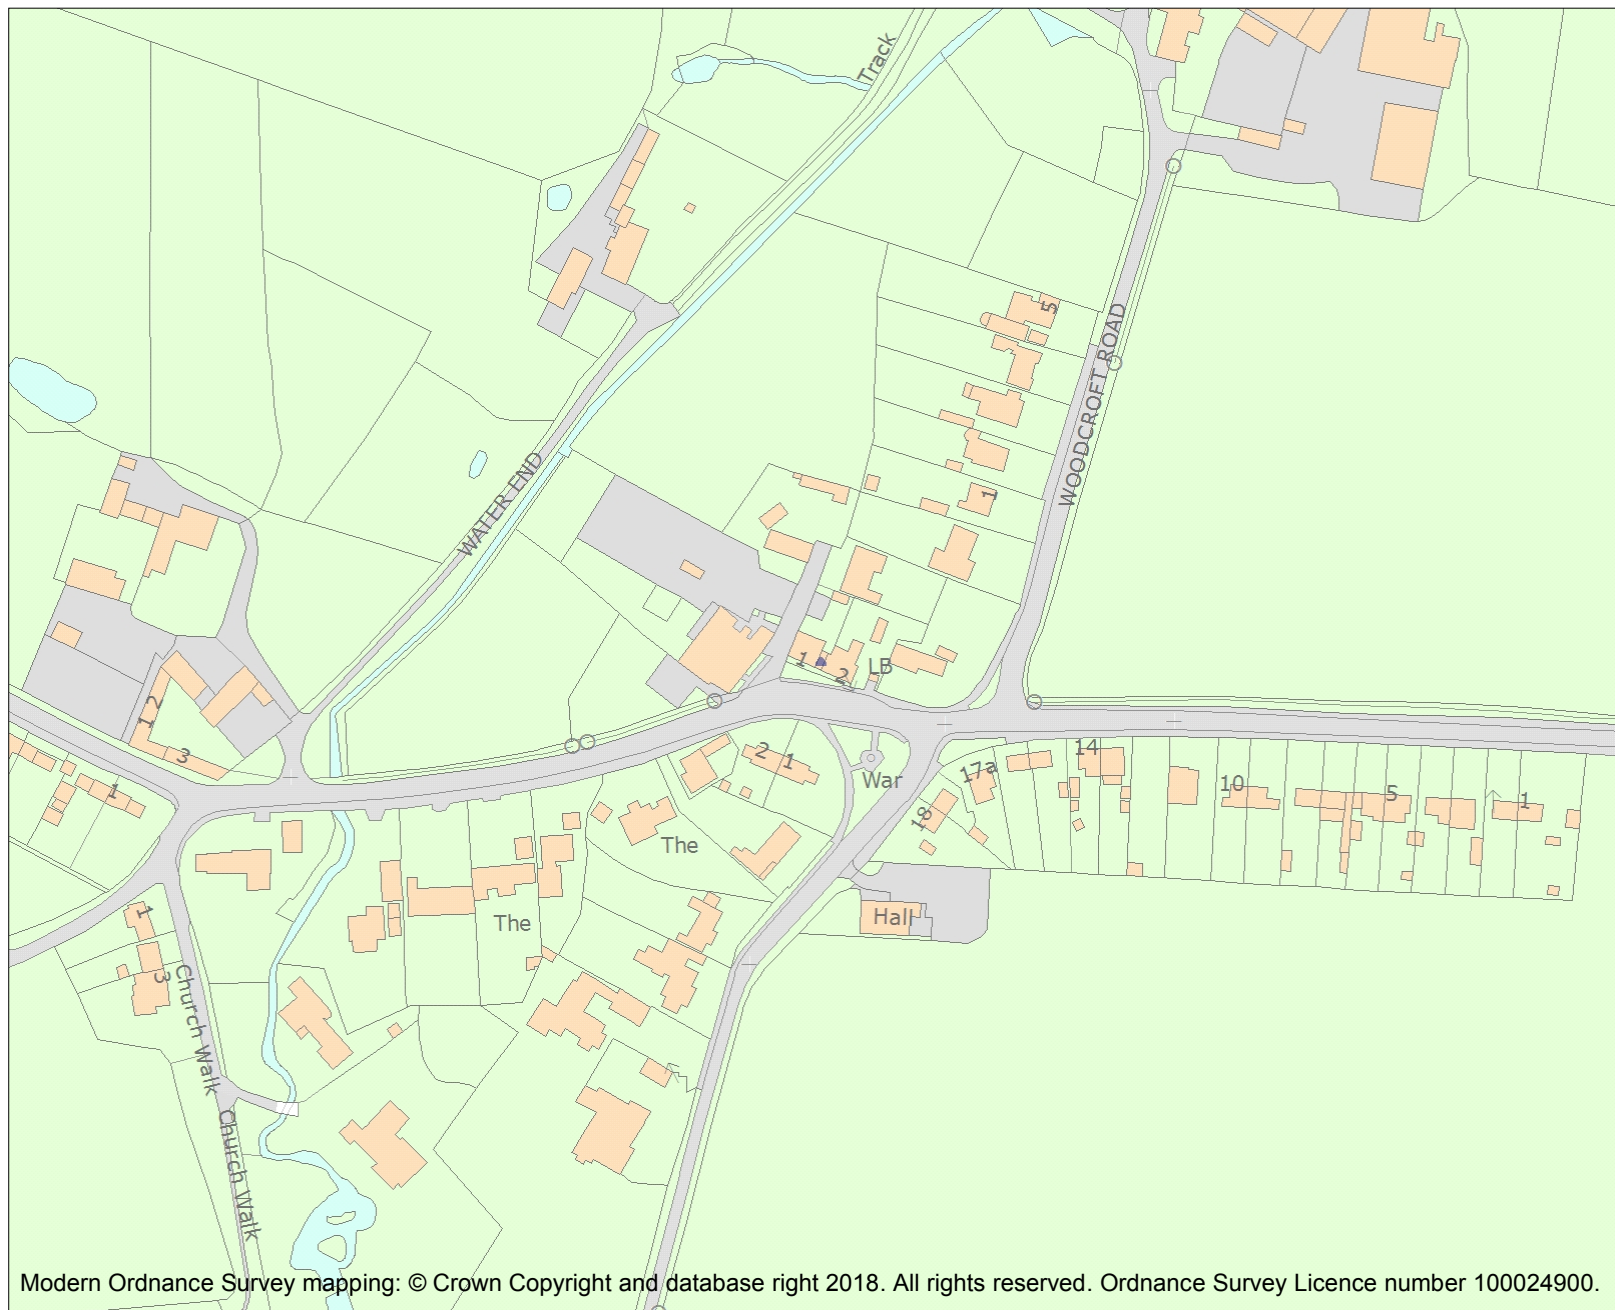 Track
5
WOODCROFT ROAD
WATER END
1
1
2
LB
1 2
3
1
2 1
War
17a
14
18
10
5
1
The
The
Hall
1
3
Church Walk
Church Walk
Modern Ordnance Survey mapping: © Crown Copyright and database right 2018. All rights reserved. Ordnance Survey Licence number 100024900.